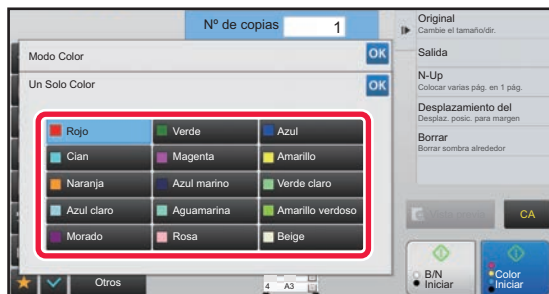 Nº de copias 1
Modo Color OK
Un Solo Color OK
Rojo Verde Azul
Cian Magenta Amarillo
Naranja Azul marino Verde claro
Azul claro Aguamarina Amarillo verdoso
Morado Rosa Beige
Otros
4 A3
Original
Cambie el tamaño/dir.
Salida
N-Up
Colocar varias pág. en 1 pág.
Desplazamiento del
Desplaz. posic. para margen
Borrar
Borrar sombra alrededor
CA
B/N
Iniciar
Color
Iniciar